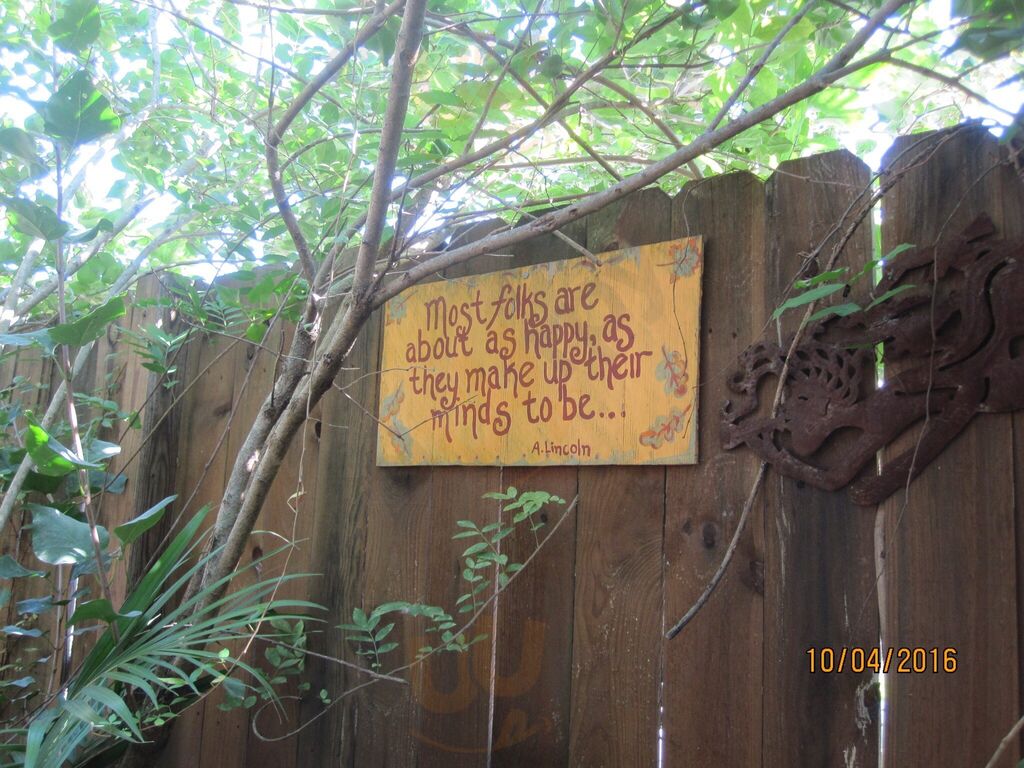 Most folks are
about as happy, as
they make up their
minds to be...
A. Lincoln
10/04/2016